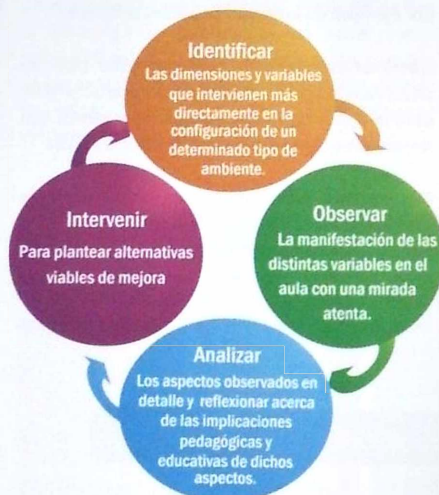 Identificar
Las dimensiones y variables
que intervienen más
directamente en la
configuración de un
determinado tipo de
ambiente.
Observar
La manifestación de las
distintas variables en el
aula con una mirada
atenta.
Analizar
Los aspectos observados en
detalle y reflexionar acerca
de las implicaciones
pedagógicas y
educativas de dichos
aspectos.
Intervenir
Para plantear alternativas
viables de mejora